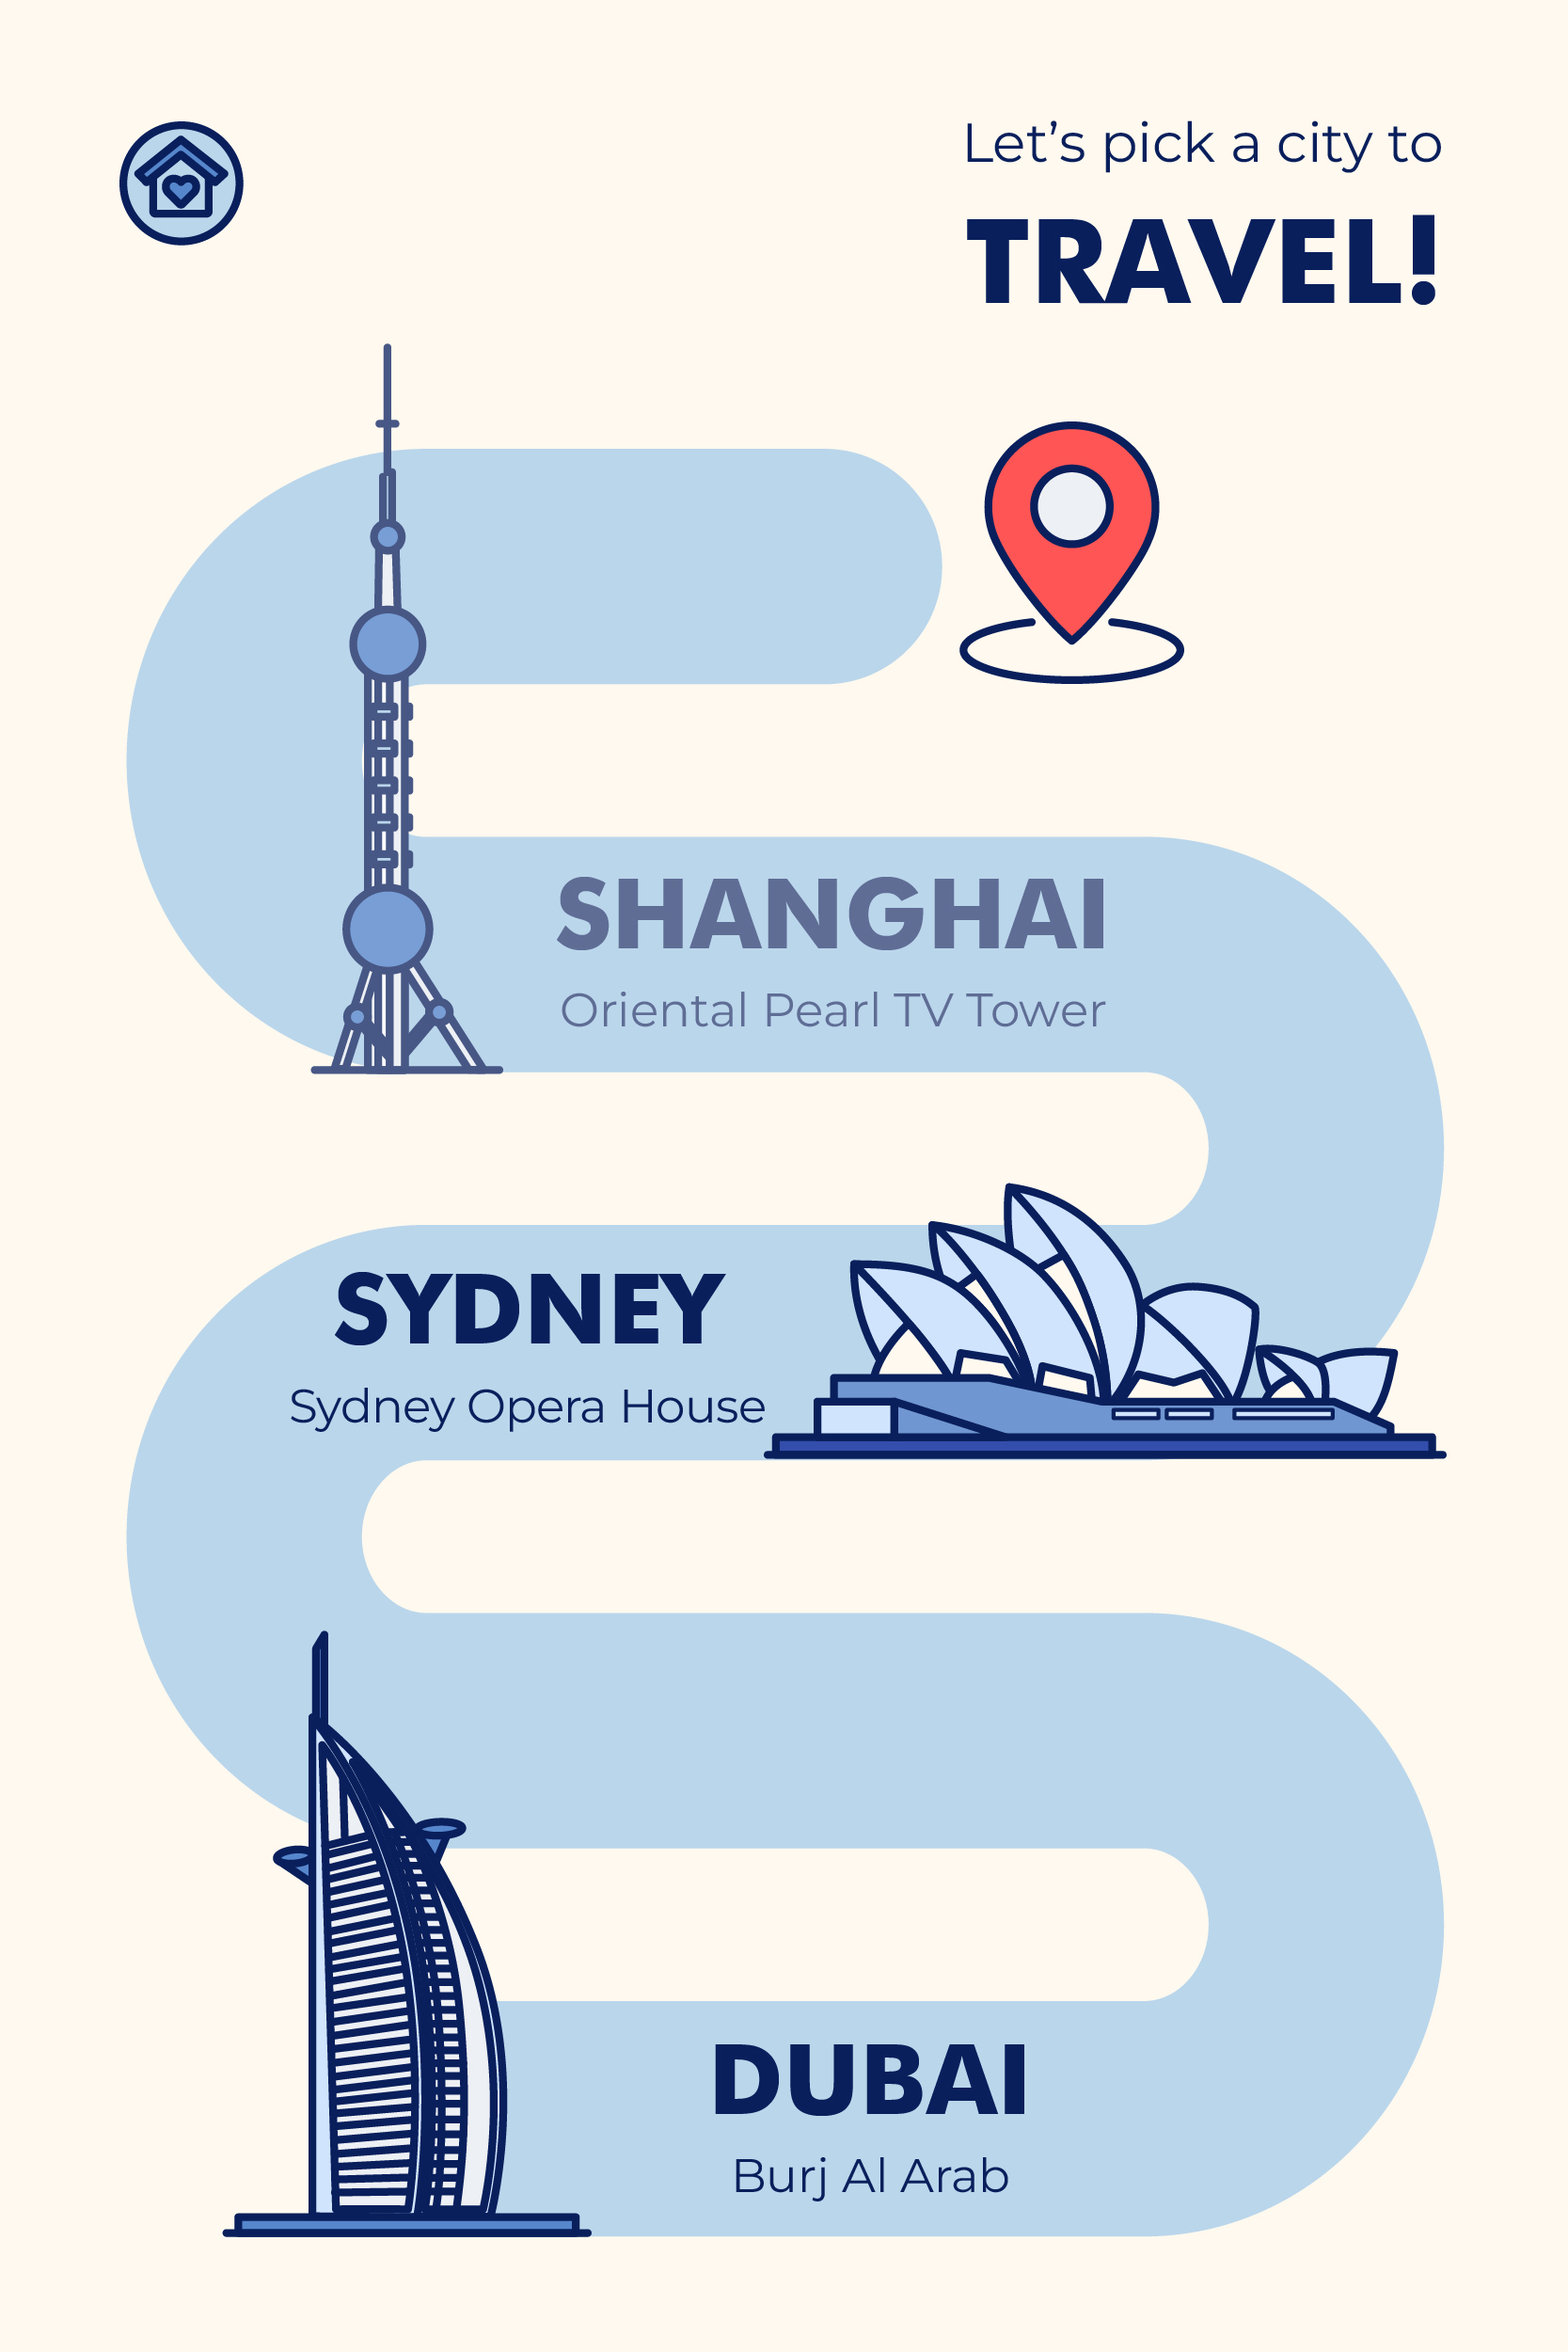 Let’s pick a city to
TRAVEL!
SHANGHAI
Oriental Pearl TV Tower
SYDNEY
Sydney Opera House
DUBAI
Burj Al Arab